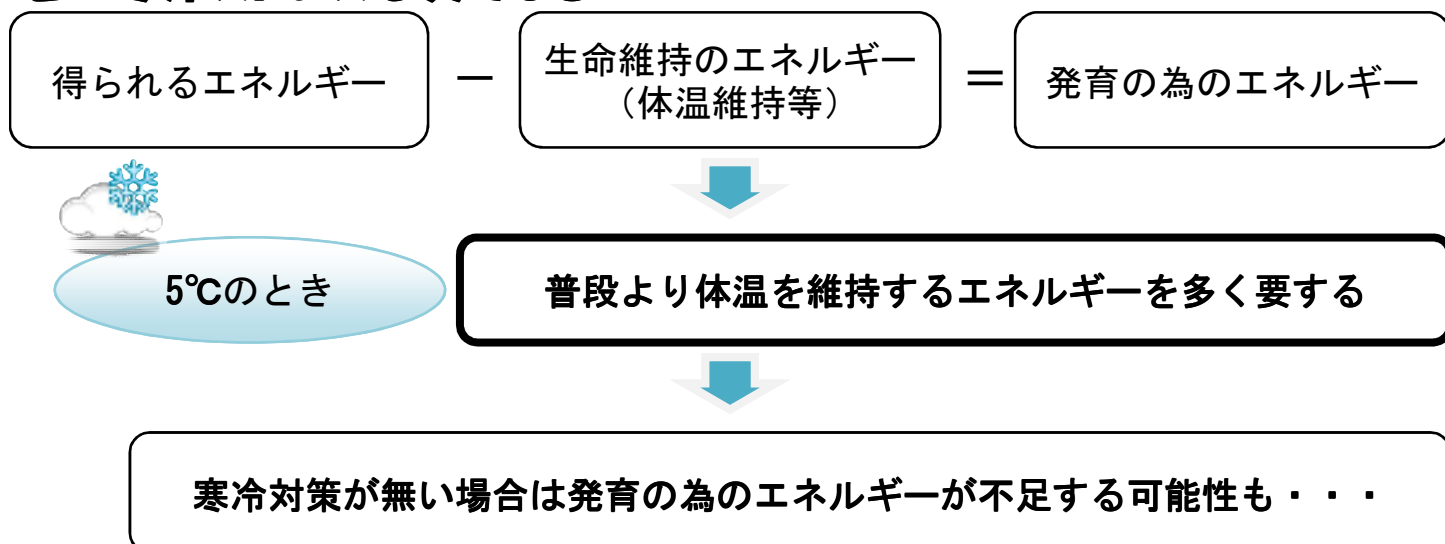 得られるエネルギー
－
生命維持のエネルギー
（体温維持等）
＝
発育の為のエネルギー
5℃のとき
普段より体温を維持するエネルギーを多く要する
寒冷対策が無い場合は発育の為のエネルギーが不足する可能性も・・・